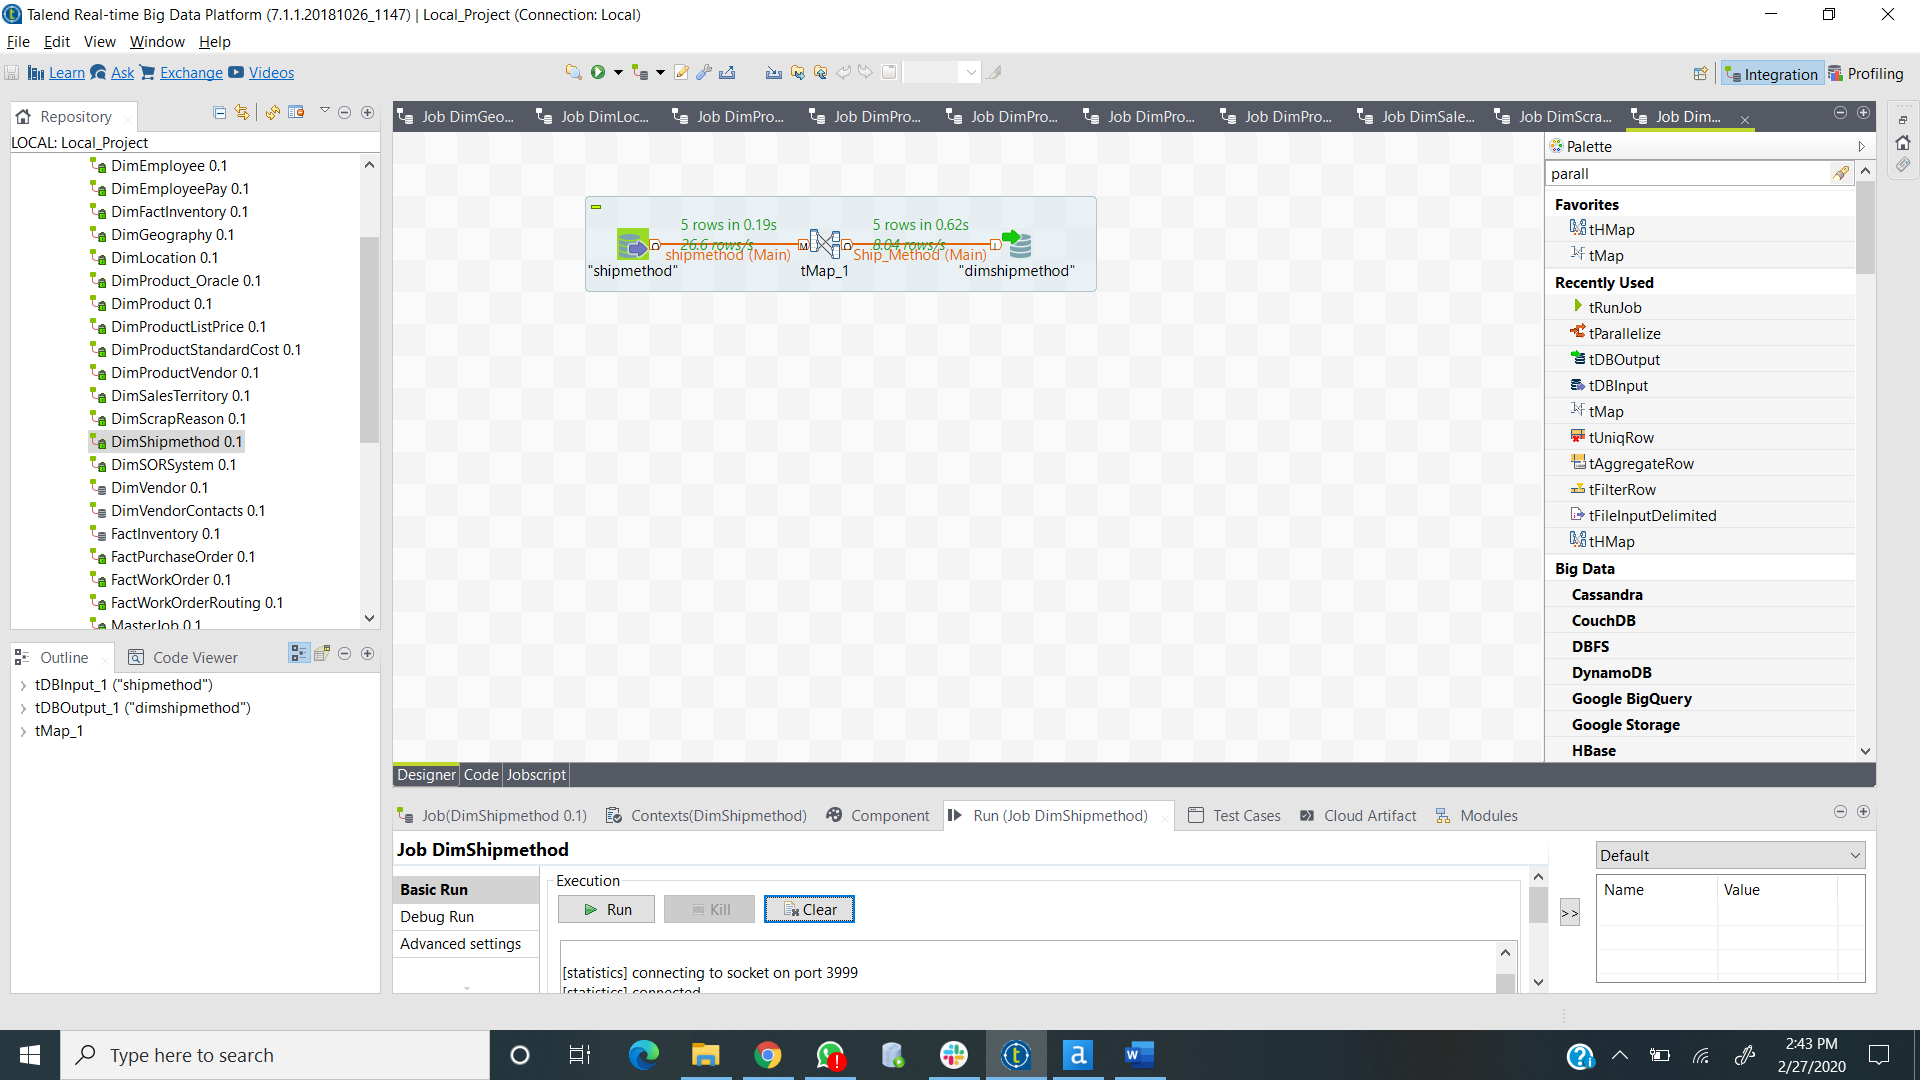 Talend Real-time Big Data Platform (7.1.1.20181026_1147) | Local_Project (Connection: Local)
File Edit View Window Help
Learn Ask Exchange Videos
Integration Profiling
Repository
LOCAL: Local_Project
DimEmployee 0.1
DimEmployeePay 0.1
DimFactInventory 0.1
DimGeography 0.1
DimLocation 0.1
DimProduct_Oracle 0.1
DimProduct 0.1
DimProductListPrice 0.1
DimProductStandardCost 0.1
DimProductVendor 0.1
DimSalesTerritory 0.1
DimScrapReason 0.1
DimShipmethod 0.1
DimSORSystem 0.1
DimVendor 0.1
DimVendorContacts 0.1
FactInventory 0.1
FactPurchaseOrder 0.1
FactWorkOrder 0.1
FactWorkOrderRouting 0.1
MasterJob 0.1
Outline Code Viewer
tDBInput_1 ("shipmethod")
tDBOutput_1 ("dimshipmethod")
tMap_1
Job DimGeo... Job DimLoc... Job DimPro... Job DimPro... Job DimPro... Job DimPro... Job DimPro... Job DimSale... Job DimScra... Job Dim...
5 rows in 0.19s 5 rows in 0.62s
26.6 rows/s 8.04 rows/s
shipmethod (Main) Ship_Method (Main)
"shipmethod" tMap_1 "dimshipmethod"
Palette
parall
Favorites
tHMap
tMap
Recently Used
tRunJob
tParallelize
tDBOutput
tDBInput
tMap
tUniqRow
tAggregateRow
tFilterRow
tFileInputDelimited
tHMap
Big Data
Cassandra
CouchDB
DBFS
DynamoDB
Google BigQuery
Google Storage
HBase
Designer Code Jobscript
Job(DimShipmethod 0.1) Contexts(DimShipmethod) Component Run (Job DimShipmethod) Test Cases Cloud Artifact Modules
Job DimShipmethod
Basic Run
Debug Run
Advanced settings
Execution
Run Kill Clear
[statistics] connecting to socket on port 3999
[statistics] connected
>>
Default
Name Value
Type here to search
2:43 PM
2/27/2020